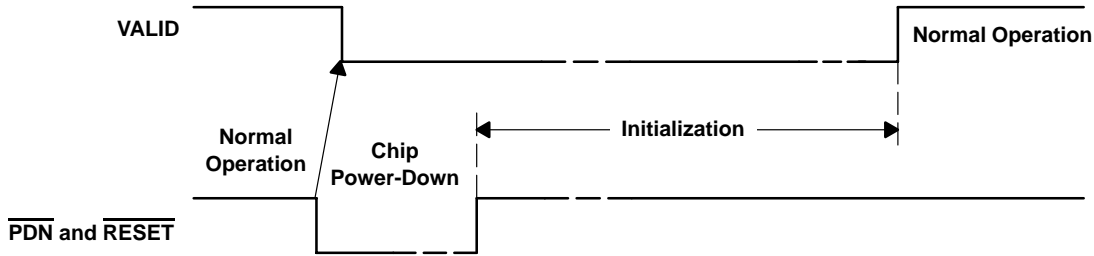 VALID
Normal Operation
Initialization
Normal
Operation
Chip
Power-Down
PDN and RESET